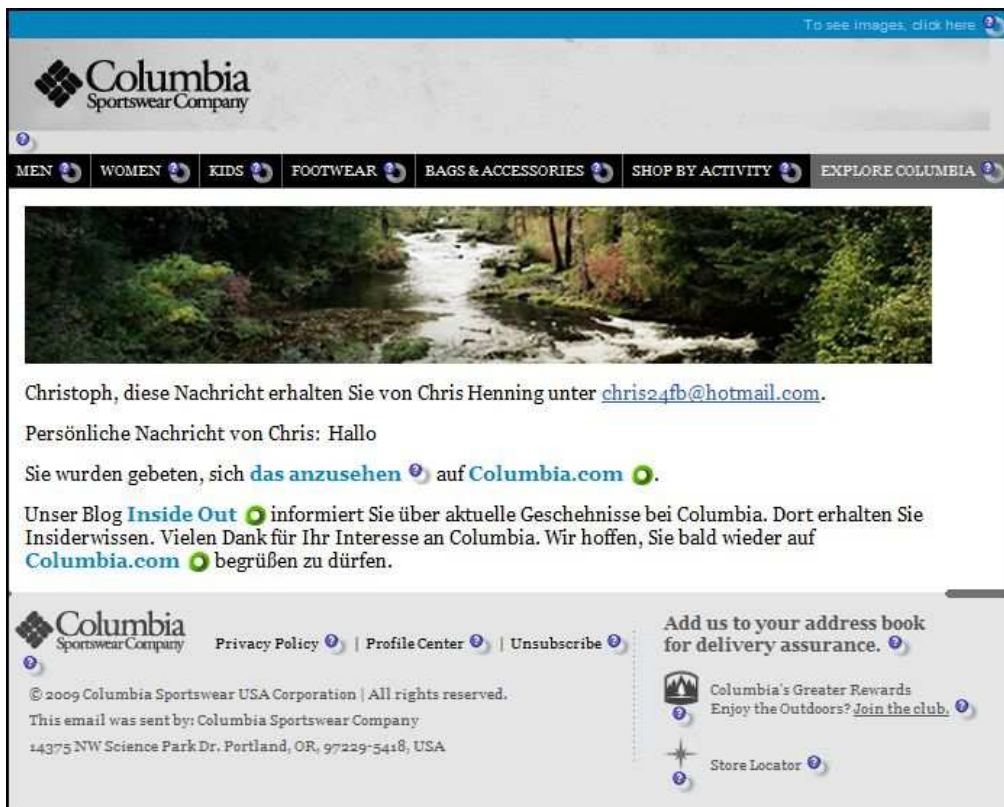 To see images, click here
Columbia
Sportswear Company
MEN WOMEN KIDS FOOTWEAR BAGS & ACCESSORIES SHOP BY ACTIVITY EXPLORE COLUMBIA
Christoph, diese Nachricht erhalten Sie von Chris Henning unter chris24fb@hotmail.com.
Persönliche Nachricht von Chris: Hallo
Sie wurden gebeten, sich das anzusehen auf Columbia.com.
Unser Blog Inside Out informiert Sie über aktuelle Geschehnisse bei Columbia. Dort erhalten Sie
Insiderwissen. Vielen Dank für Ihr Interesse an Columbia. Wir hoffen, Sie bald wieder auf
Columbia.com begrüßen zu dürfen.
Columbia
Sportswear Company
Privacy Policy | Profile Center | Unsubscribe
© 2009 Columbia Sportswear USA Corporation | All rights reserved.
This email was sent by: Columbia Sportswear Company
14375 NW Science Park Dr. Portland, OR, 97229-5418, USA
Add us to your address book
for delivery assurance.
Columbia's Greater Rewards
Enjoy the Outdoors? Join the club.
Store Locator